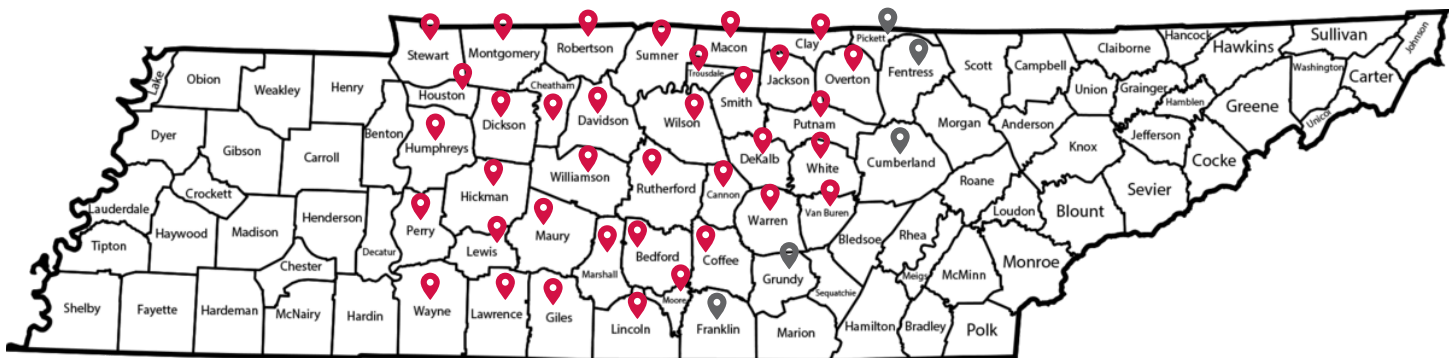 Lake
Obion
Weakley
Henry
Stewart
Montgomery
Robertson
Sumner
Macon
Clay
Pickett
Fentress
Scott
Campbell
Claiborne
Hancock
Hawkins
Sullivan
Johnson
Carter
Washington
Unicoi
Greene
Hamblen
Grainger
Union
Dyer
Gibson
Carroll
Benton
Houston
Humphreys
Dickson
Cheatham
Davidson
Wilson
Trousdale
Smith
Jackson
Overton
Putnam
Morgan
Anderson
Knox
Jefferson
Cocke
Sevier
Lauderdale
Crockett
Haywood
Madison
Henderson
Decatur
Perry
Hickman
Lewis
Williamson
Maury
Rutherford
Cannon
DeKalb
White
Cumberland
Warren
Van Buren
Bledsoe
Rhea
Roane
Loudon
Blount
Monroe
McMinn
Meigs
Tipton
Shelby
Fayette
Hardeman
Chester
McNairy
Hardin
Wayne
Lawrence
Giles
Marshall
Bedford
Moore
Coffee
Lincoln
Franklin
Grundy
Sequatchie
Marion
Hamilton
Bradley
Polk